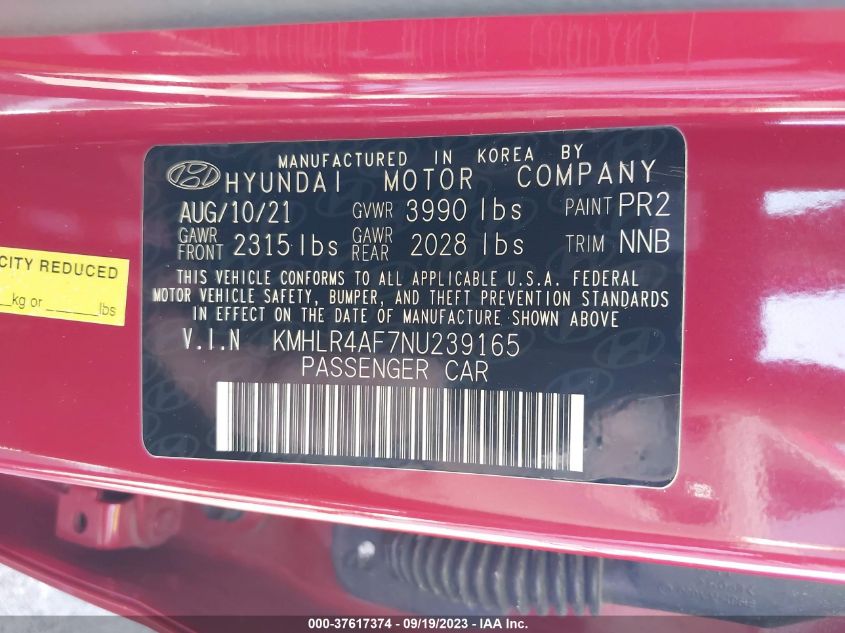 MANUFACTURED IN KOREA BY
HYUNDAI MOTOR COMPANY
AUG/10/21 GVWR 3990 lbs PAINT PR2
GAWR FRONT 2315 lbs GAWR REAR 2028 lbs TRIM NNB
THIS VEHICLE CONFORMS TO ALL APPLICABLE U.S.A. FEDERAL
MOTOR VEHICLE SAFETY, BUMPER, AND THEFT PREVENTION STANDARDS
IN EFFECT ON THE DATE OF MANUFACTURE SHOWN ABOVE
V.I.N KMHLR4AF7NU239165
PASSENGER CAR
CITY REDUCED
__kg or ______lbs
000-37617374 - 09/19/2023 - IAA Inc.